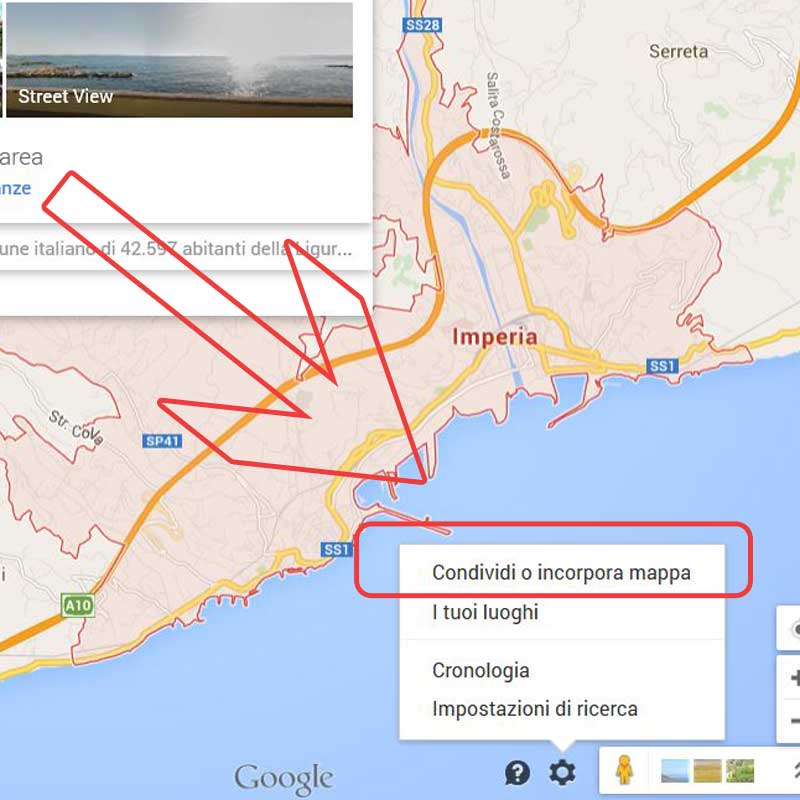 SS28
Serreta
Salita Costarossa
Street View
area
anze
une italiano di 42.597 abitanti della Ligur...
Imperia
SS1
Str. CoVa
SP41
SS1
Condividi o incorpora mappa
i
A10
I tuoi luoghi
Cronologia
Impostazioni di ricerca
Google
?